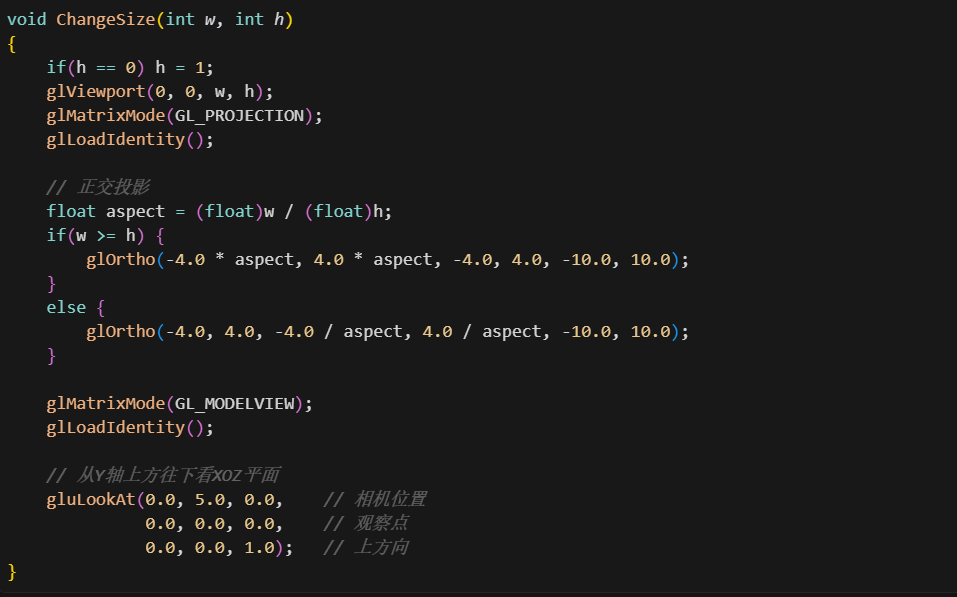 void ChangeSize(int w, int h)
{
    if(h == 0) h = 1;
    glViewport(0, 0, w, h);
    glMatrixMode(GL_PROJECTION);
    glLoadIdentity();

    // 正交投影
    float aspect = (float)w / (float)h;
    if(w >= h) {
        glOrtho(-4.0 * aspect, 4.0 * aspect, -4.0, 4.0, -10.0, 10.0);
    }
    else {
        glOrtho(-4.0, 4.0, -4.0 / aspect, 4.0 / aspect, -10.0, 10.0);
    }

    glMatrixMode(GL_MODELVIEW);
    glLoadIdentity();

    // 从Y轴上方往下看XOZ平面
    gluLookAt(0.0, 5.0, 0.0,    // 相机位置
              0.0, 0.0, 0.0,    // 观察点
              0.0, 0.0, 1.0);   // 上方向
}